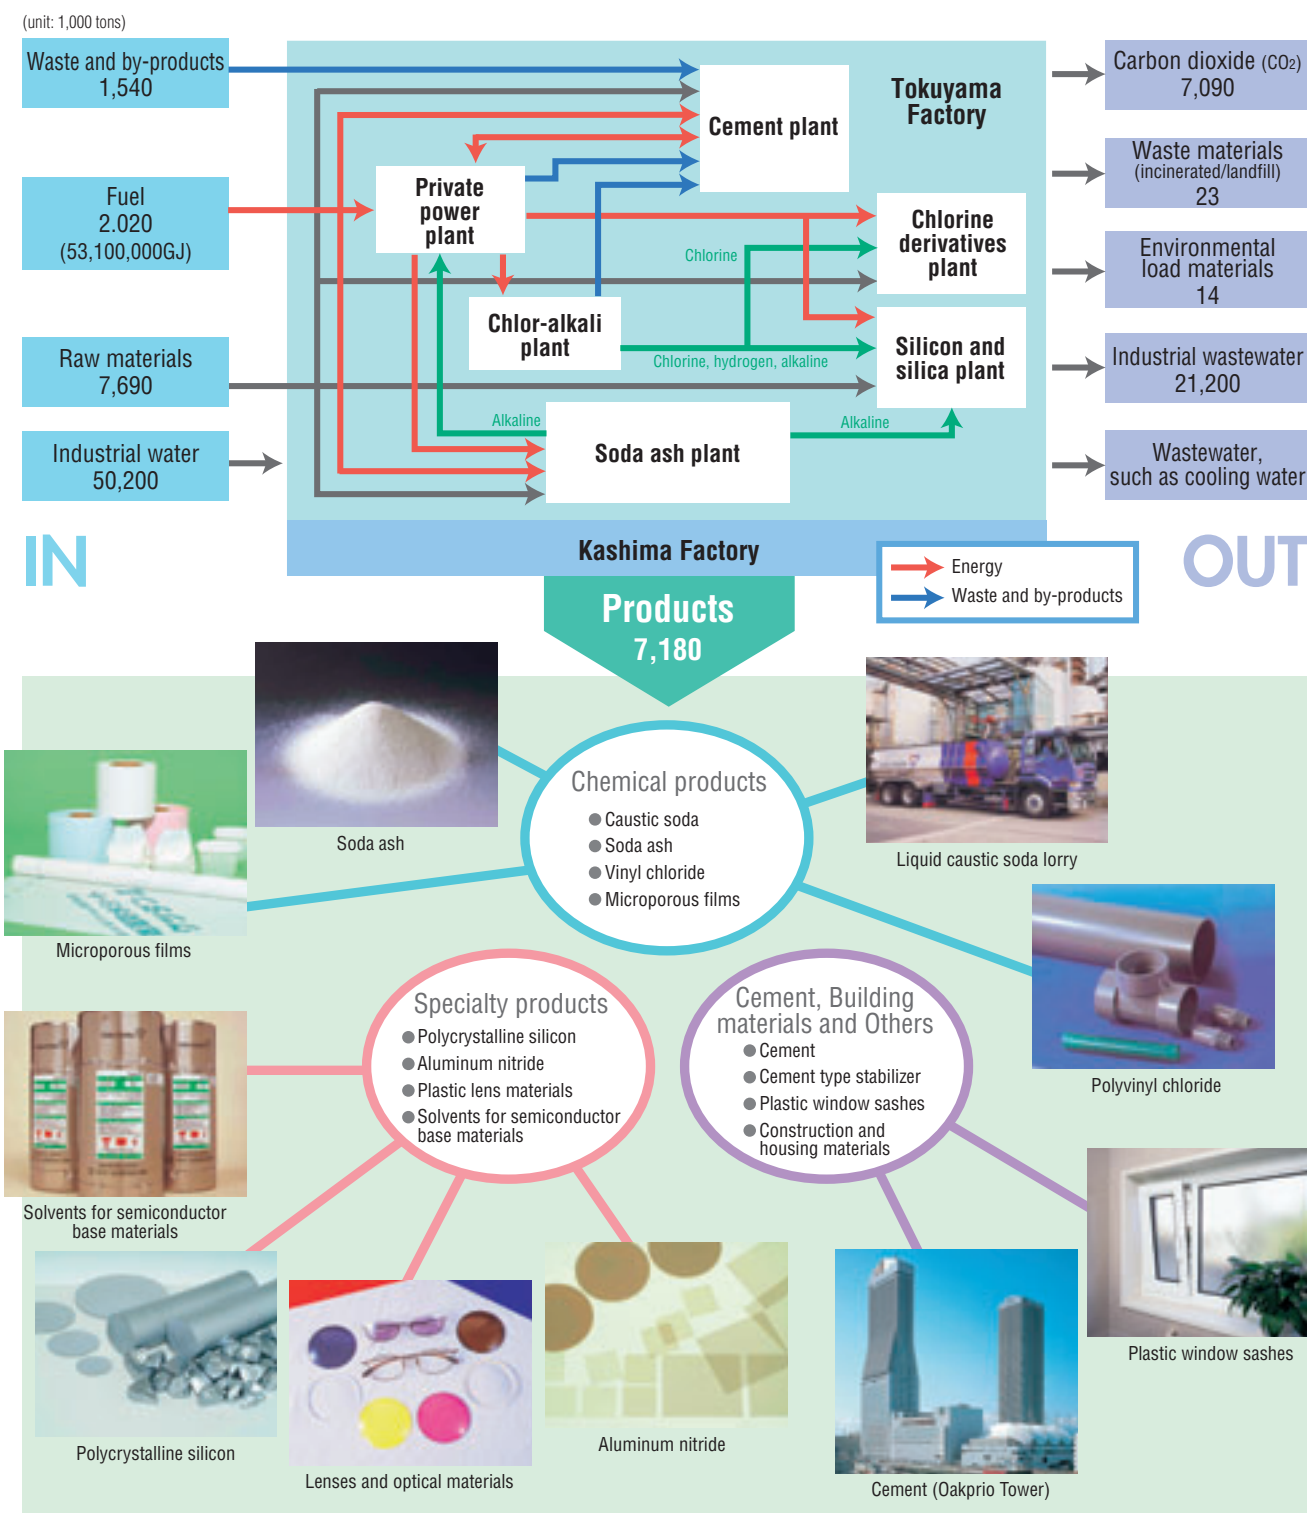 (unit: 1,000 tons)
Waste and by-products
1,540
Fuel
2.020
(53,100,000GJ)
Raw materials
7,690
Industrial water
50,200
IN
Tokuyama
Factory
Cement plant
Private
power
plant
Chlorine
derivatives
plant
Chlorine
Chlor-alkali
plant
Chlorine, hydrogen, alkaline
Silicon and
silica plant
Alkaline
Soda ash plant
Alkaline
Kashima Factory
Carbon dioxide (CO2)
7,090
Waste materials
(incinerated/landfill)
23
Environmental
load materials
14
Industrial wastewater
21,200
Wastewater,
such as cooling water
OUT
Energy
Waste and by-products
Products
7,180
Soda ash
Microporous films
Chemical products
Caustic soda
Soda ash
Vinyl chloride
Microporous films
Liquid caustic soda lorry
Polyvinyl chloride
Specialty products
Polycrystalline silicon
Aluminum nitride
Plastic lens materials
Solvents for semiconductor
base materials
Cement, Building
materials and Others
Cement
Cement type stabilizer
Plastic window sashes
Construction and
housing materials
Solvents for semiconductor
base materials
Polycrystalline silicon
Lenses and optical materials
Aluminum nitride
Cement (Oakprio Tower)
Plastic window sashes